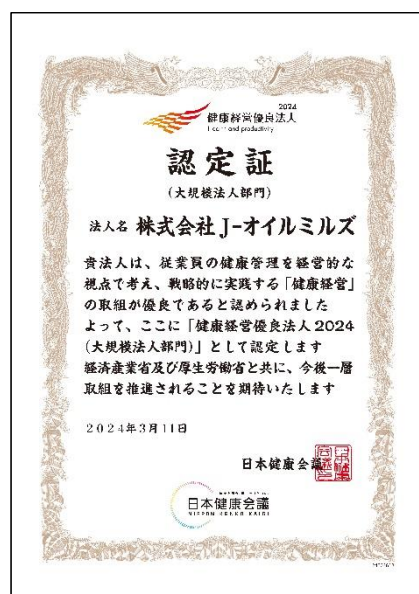 2024
健康経営優良法人
Health and productivity
認定証
(大規模法人部門)
法人名 株式会社J-オイルミルズ
貴法人は、従業員の健康管理を経営的な
視点で考え、戦略的に実践する「健康経営」
の取組が優良であると認められました
よって、ここに「健康経営優良法人2024
(大規模法人部門)」として認定します
経済産業省及び厚生労働省と共に、今後一層
取組を推進されることを期待いたします
2024年3月11日
日本健康会議
日本健康会議
NIPPON KENKO KAIGI